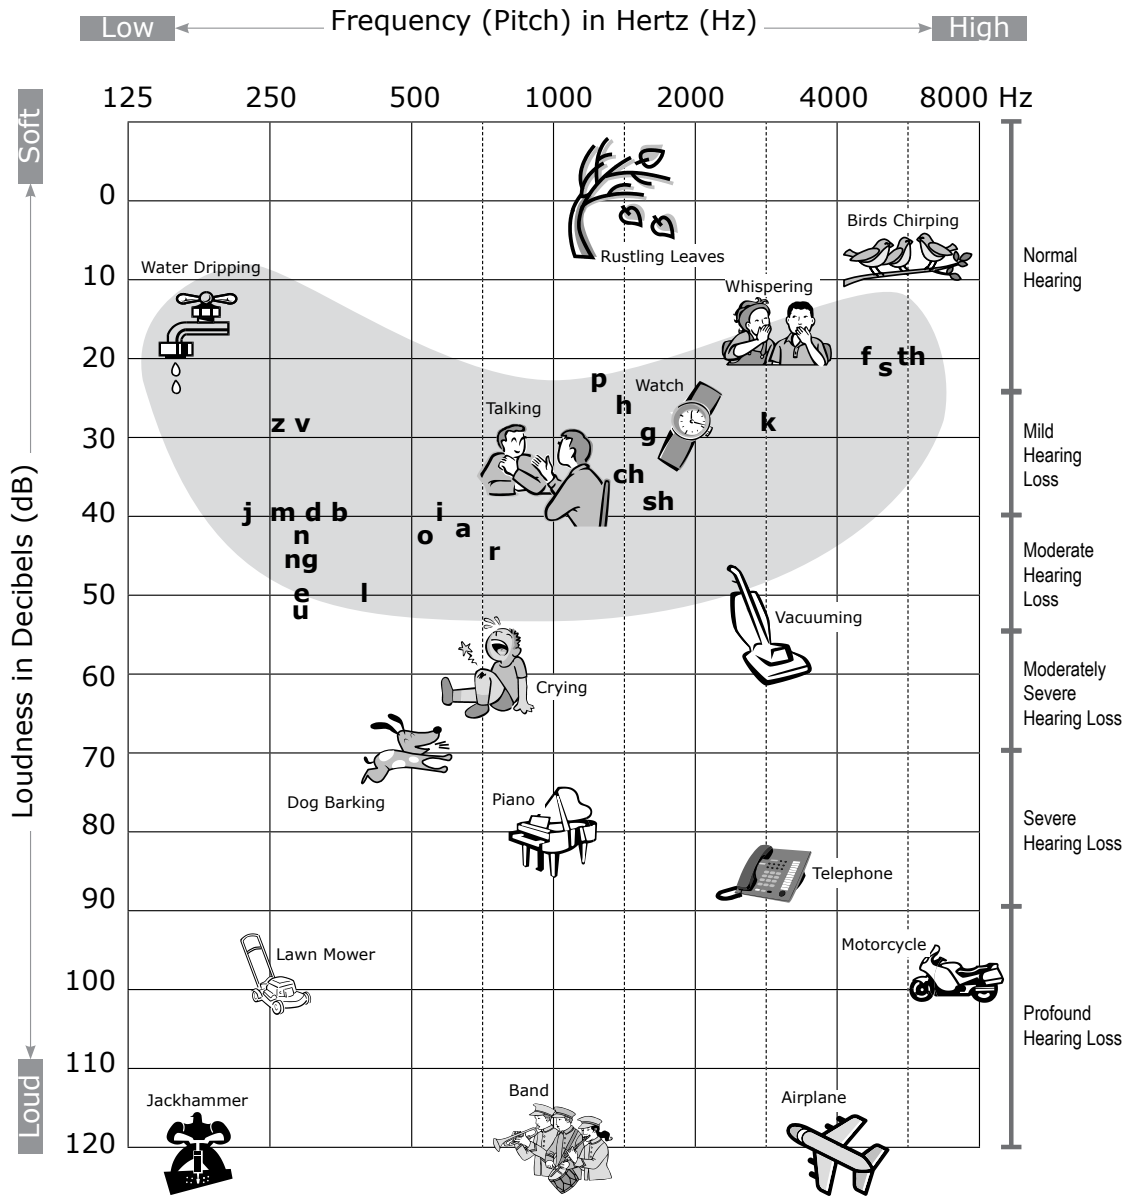 Frequency (Pitch) in Hertz (Hz)
Low
High
125 250 500 1000 2000 4000 8000 Hz
Soft
Loudness in Decibels (dB)
Loud
0
10
20
30
40
50
60
70
80
90
100
110
120
Rustling Leaves
Birds Chirping
Water Dripping
Whispering
f s th
p
Watch
h
Talking
z v
g
k
ch
sh
j m d b i
n
o
a
ng
r
e
l
u
Vacuuming
Crying
Dog Barking
Piano
Telephone
Motorcycle
Lawn Mower
Jackhammer
Band
Airplane
Normal
Hearing
Mild
Hearing
Loss
Moderate
Hearing
Loss
Moderately
Severe
Hearing Loss
Severe
Hearing Loss
Profound
Hearing Loss